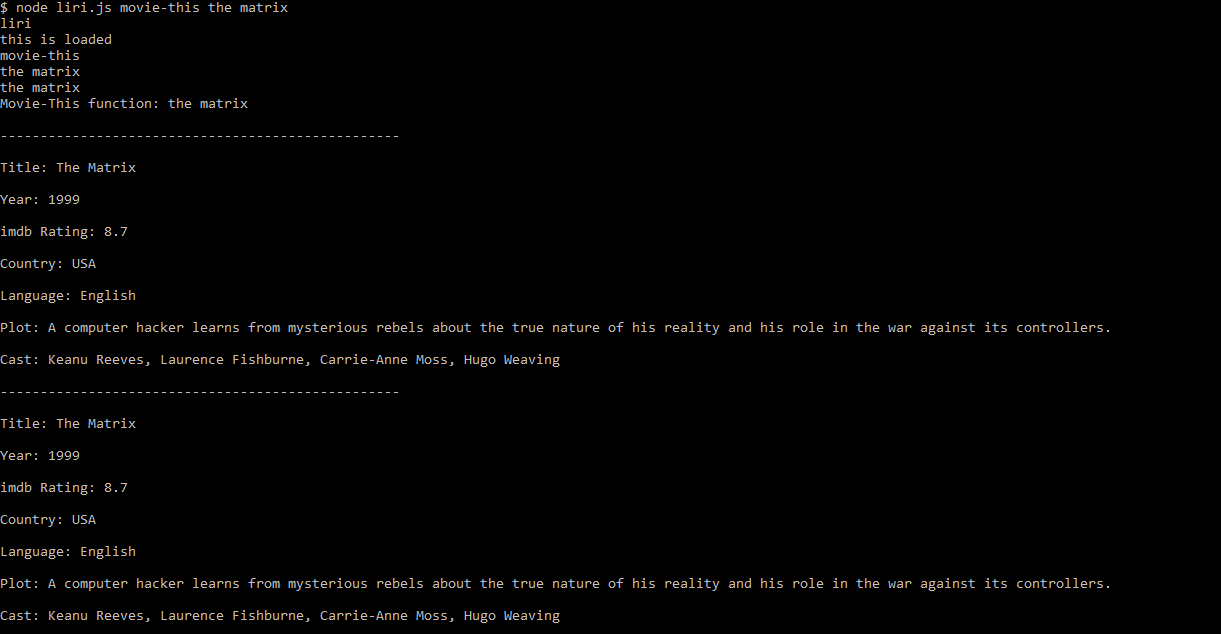 $ node liri.js movie-this the matrix
liri
this is loaded
movie-this
the matrix
the matrix
Movie-This function: the matrix
--------------------------------------------------
Title: The Matrix
Year: 1999
imdb Rating: 8.7
Country: USA
Language: English
Plot: A computer hacker learns from mysterious rebels about the true nature of his reality and his role in the war against its controllers.
Cast: Keanu Reeves, Laurence Fishburne, Carrie-Anne Moss, Hugo Weaving
--------------------------------------------------
Title: The Matrix
Year: 1999
imdb Rating: 8.7
Country: USA
Language: English
Plot: A computer hacker learns from mysterious rebels about the true nature of his reality and his role in the war against its controllers.
Cast: Keanu Reeves, Laurence Fishburne, Carrie-Anne Moss, Hugo Weaving